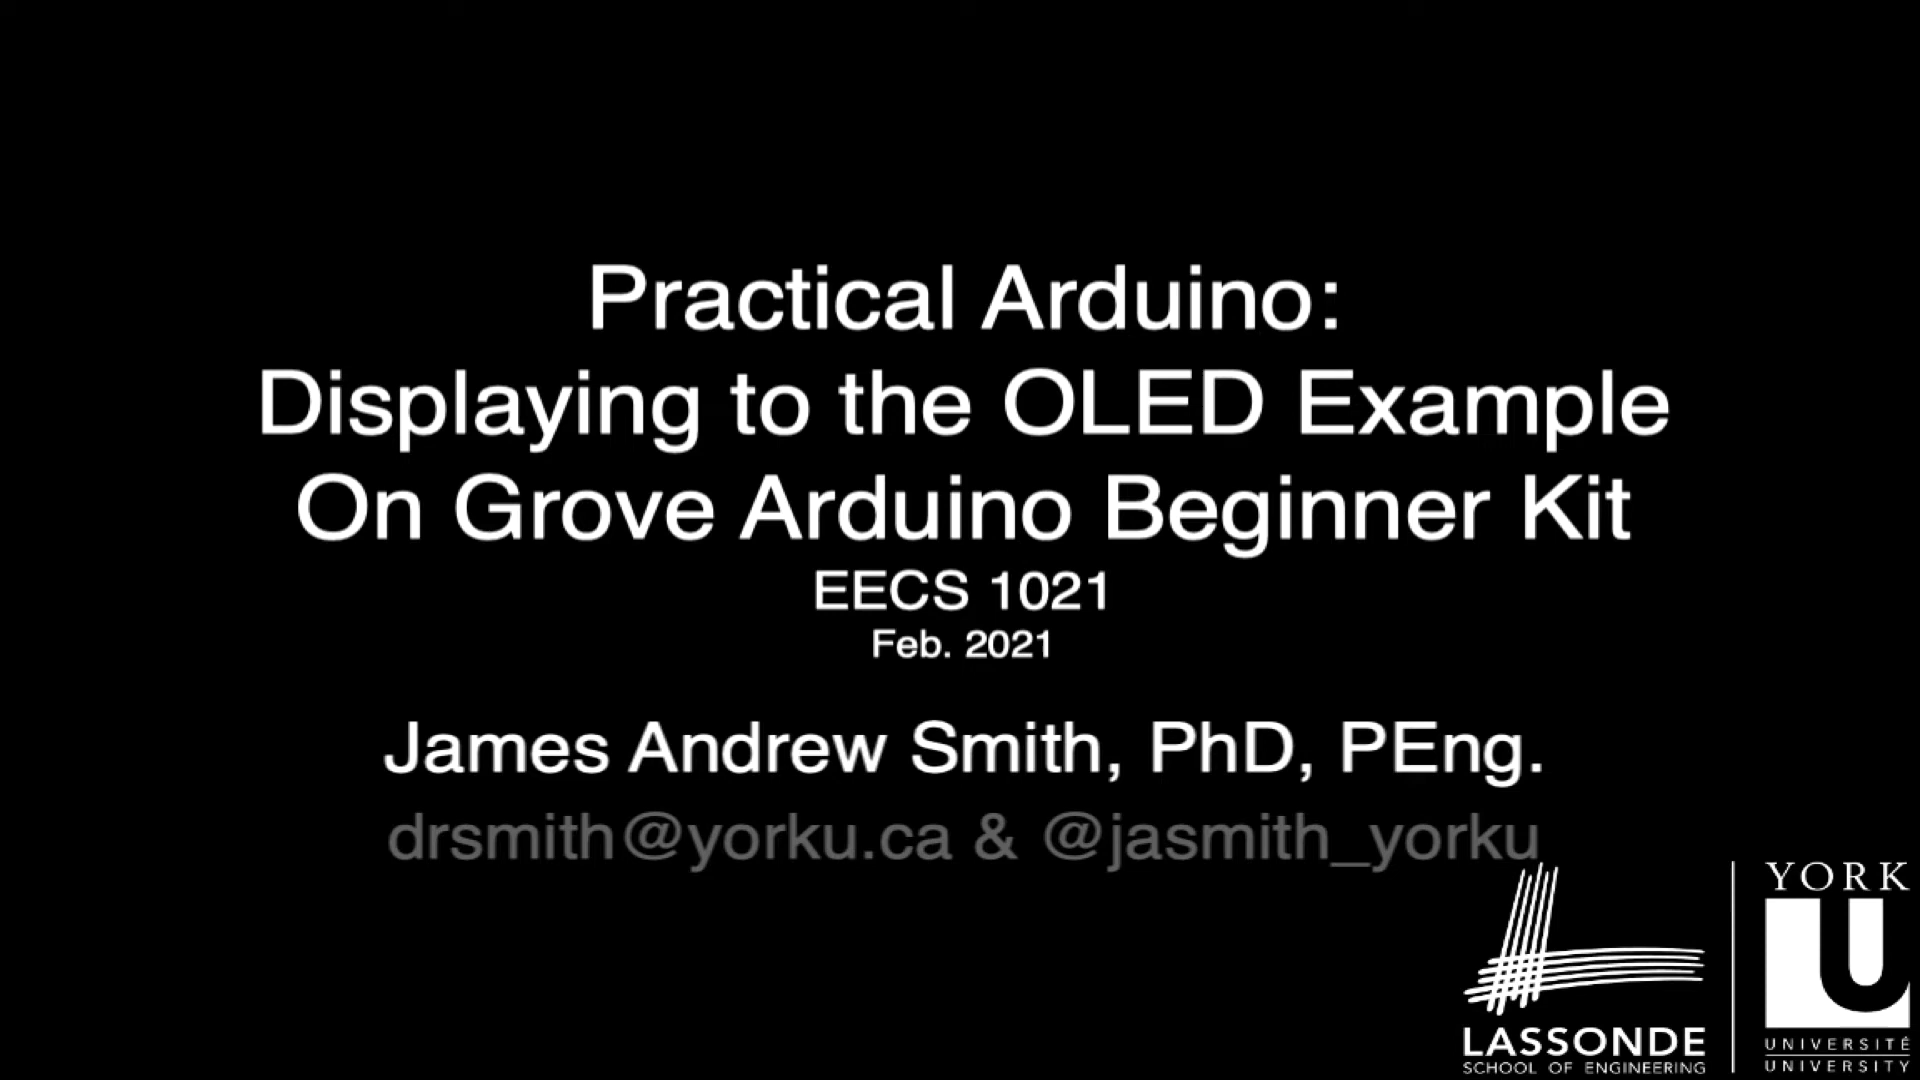 Practical Arduino:
Displaying to the OLED Example
On Grove Arduino Beginner Kit
EECS 1021
Feb. 2021
James Andrew Smith, PhD, PEng.
drsmith@yorku.ca & @jasmith_yorku
LASSONDE
SCHOOL OF ENGINEERING
YORK
U
UNIVERSITÉ
UNIVERSITY